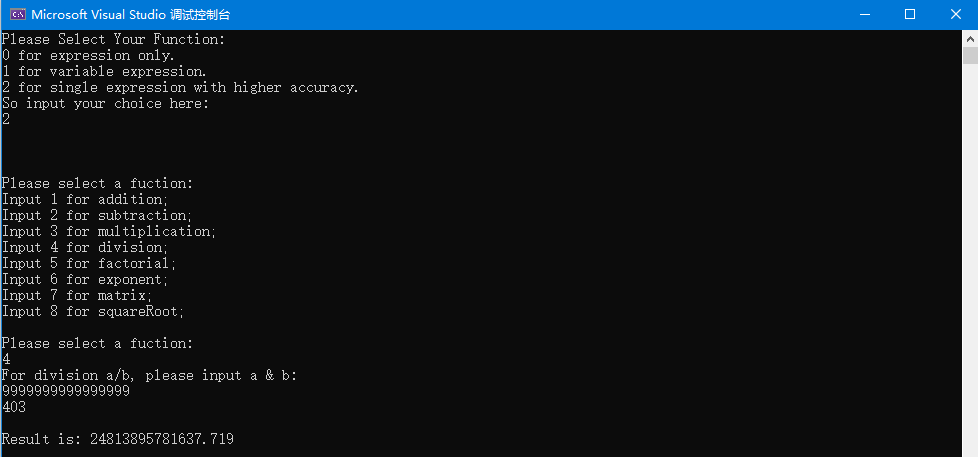 Microsoft Visual Studio 调试控制台
Please Select Your Function:
0 for expression only.
1 for variable expression.
2 for single expression with higher accuracy.
So input your choice here:
2
Please select a fuction:
Input 1 for addition;
Input 2 for subtraction;
Input 3 for multiplication;
Input 4 for division;
Input 5 for factorial;
Input 6 for exponent;
Input 7 for matrix;
Input 8 for squareRoot;
Please select a fuction:
4
For division a/b, please input a & b:
9999999999999999
403
Result is: 24813895781637.719